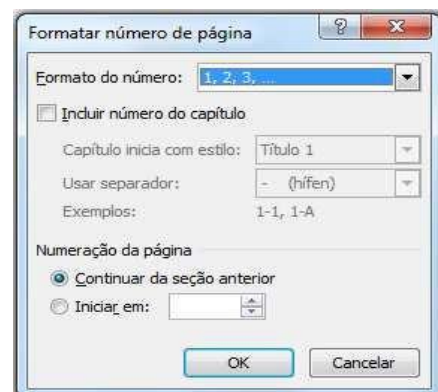 Formatar número de página
Formato do número: 1, 2, 3, ...
Incluir número do capítulo
Capítulo inicia com estilo: Título 1
Usar separador: - (hífen)
Exemplos: 1-1, 1-A
Numeração da página
Continuar da seção anterior
Iniciar em:
OK Cancelar